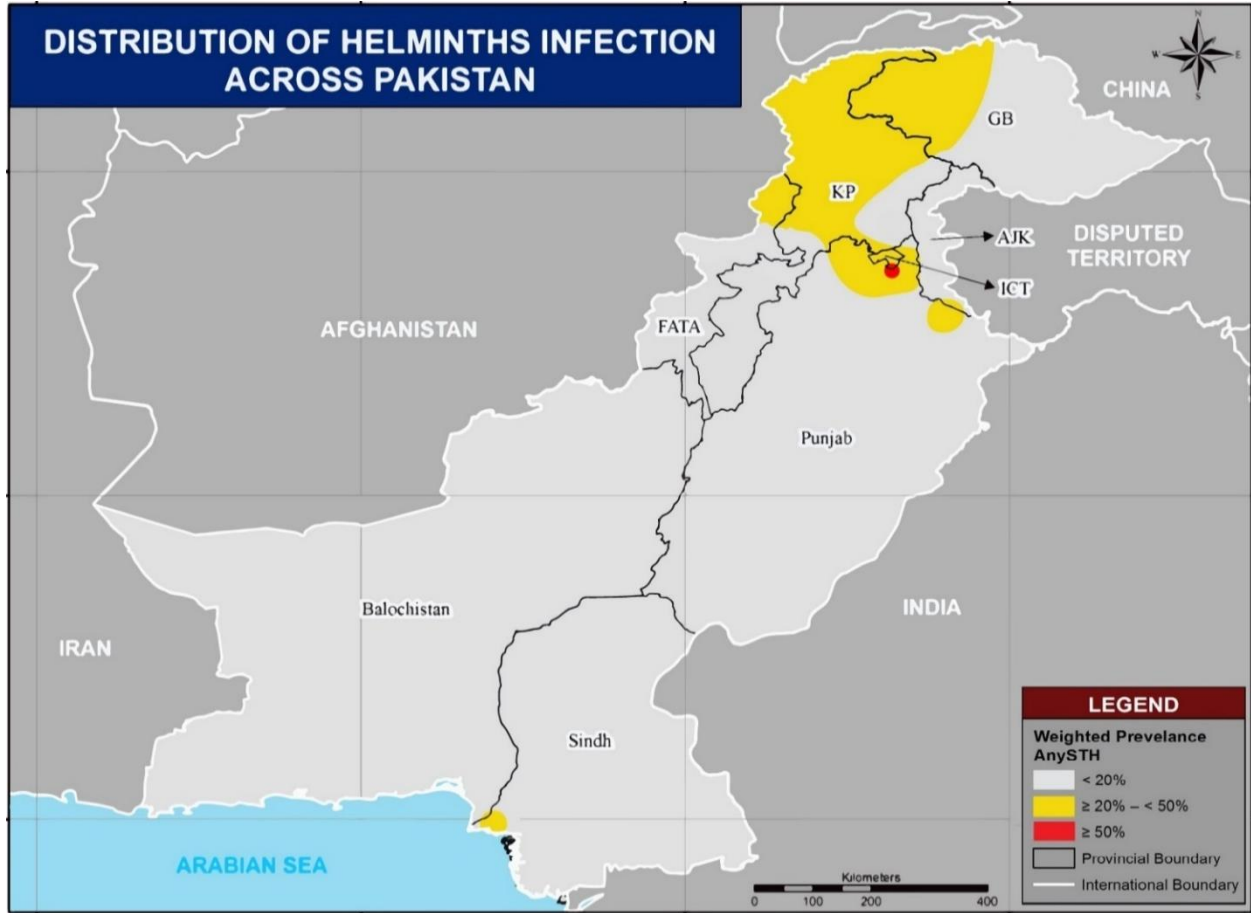 DISTRIBUTION OF HELMINTHS INFECTION
ACROSS PAKISTAN
N
W
E
S
CHINA
GB
KP
AJK
DISPUTED
TERRITORY
ICT
AFGHANISTAN
FATA
Punjab
Balochistan
INDIA
IRAN
Sindh
ARABIAN SEA
LEGEND
Weighted Prevelance
AnySTH
< 20%
≥ 20% – < 50%
≥ 50%
Provincial Boundary
International Boundary
Kilometers
0 100 200 400